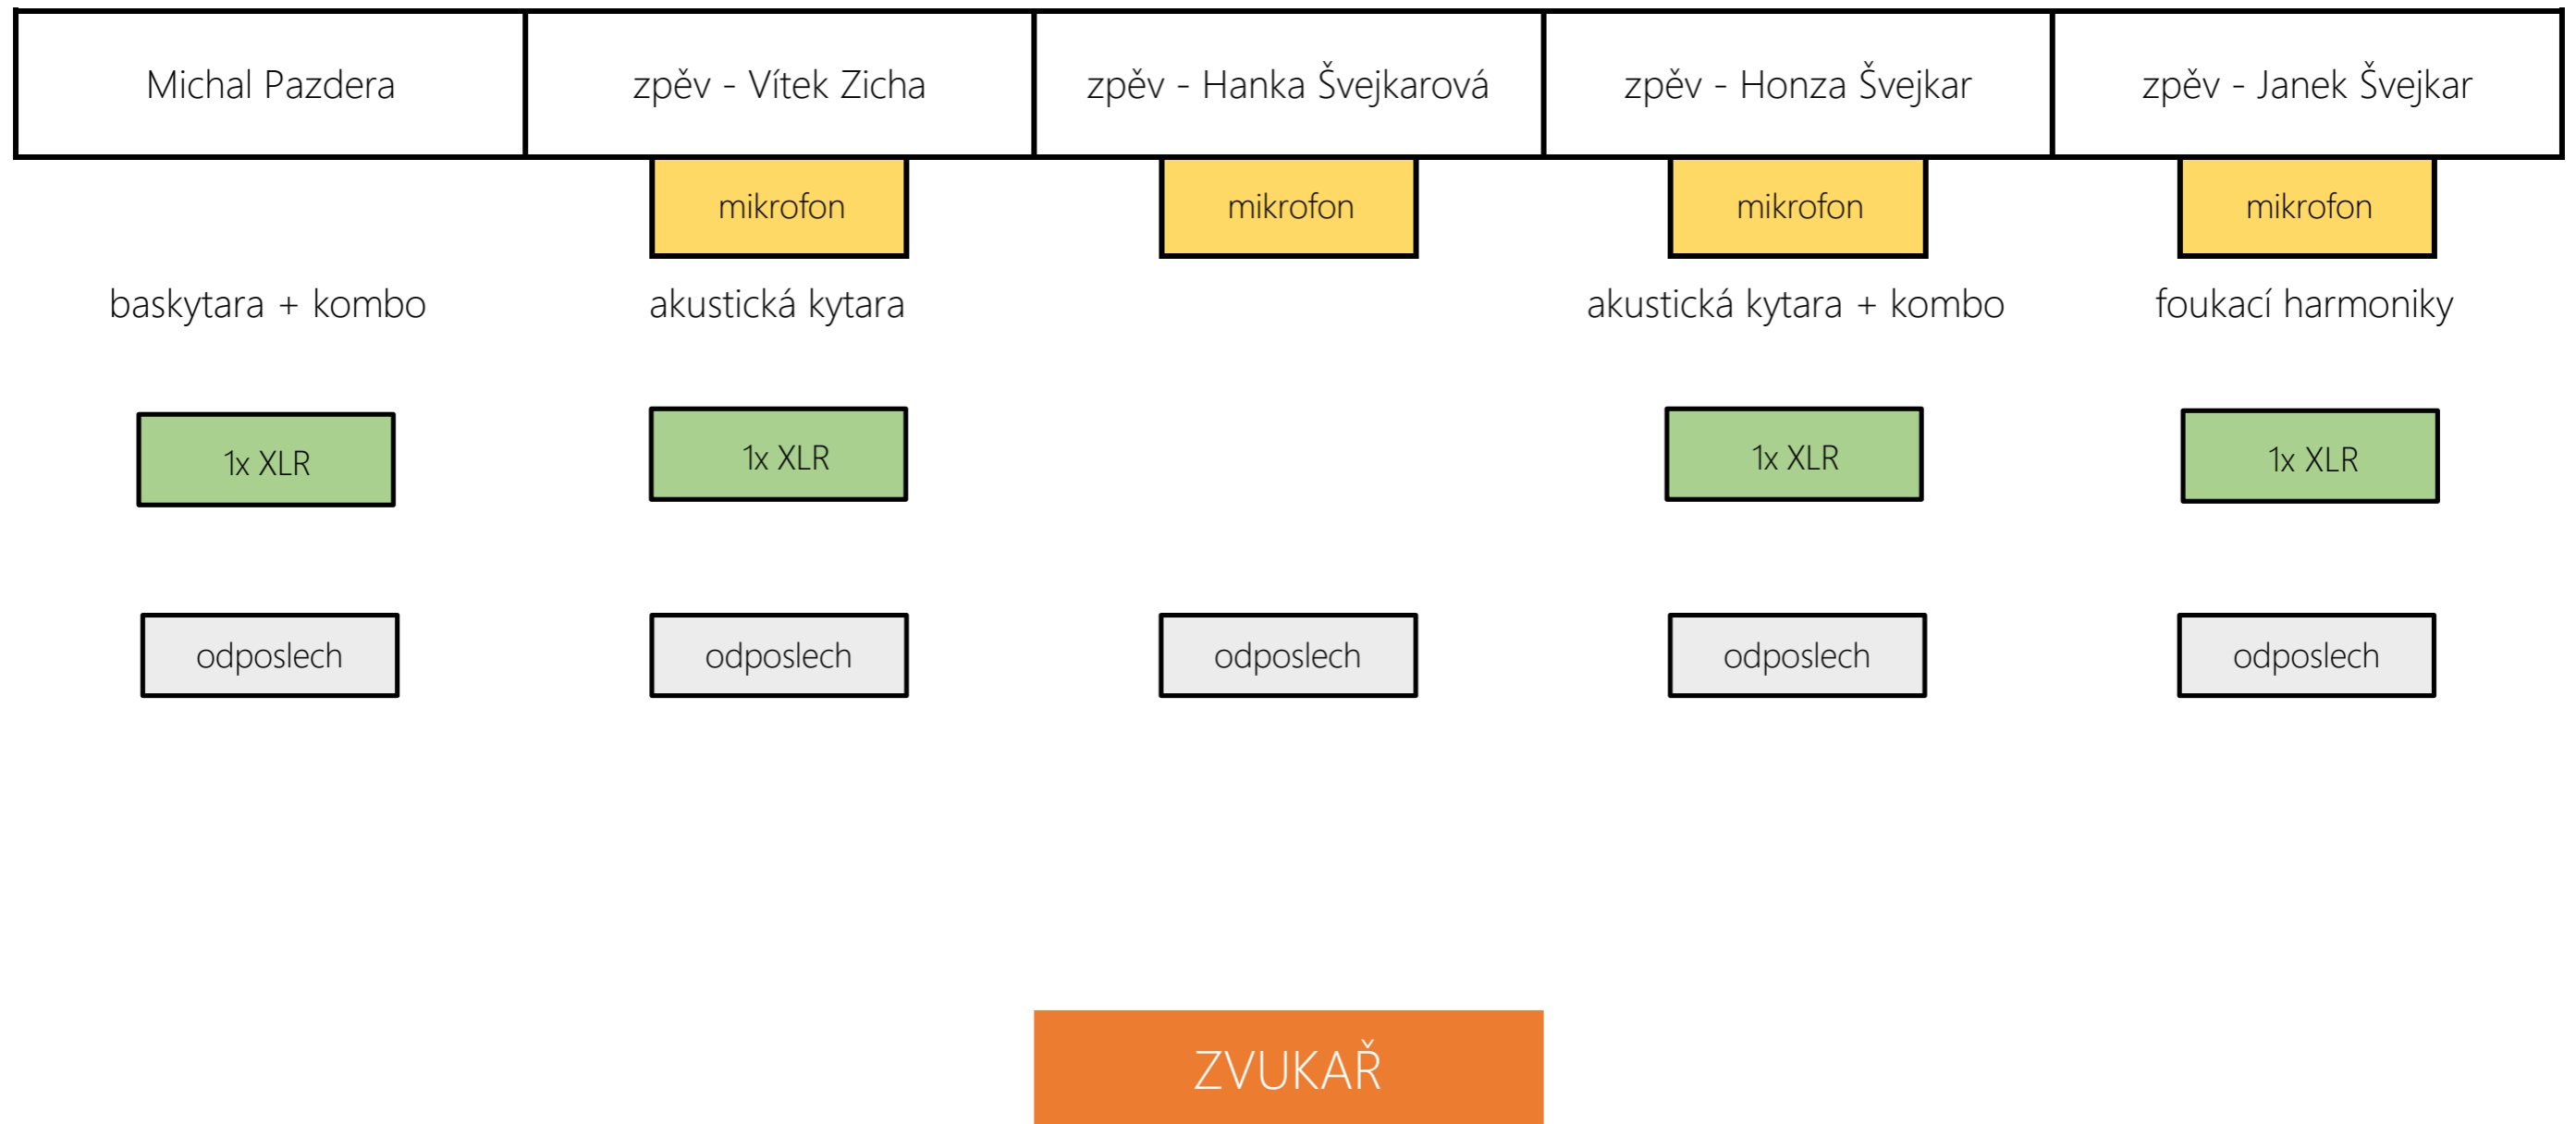 Michal Pazdera
zpěv - Vítek Zicha
zpěv - Hanka Švejkarová
zpěv - Honza Švejkar
zpěv - Janek Švejkar
mikrofon
mikrofon
mikrofon
mikrofon
baskytara + kombo
akustická kytara
akustická kytara + kombo
foukací harmoniky
1x XLR
1x XLR
1x XLR
1x XLR
odposlech
odposlech
odposlech
odposlech
odposlech
ZVUKAŘ